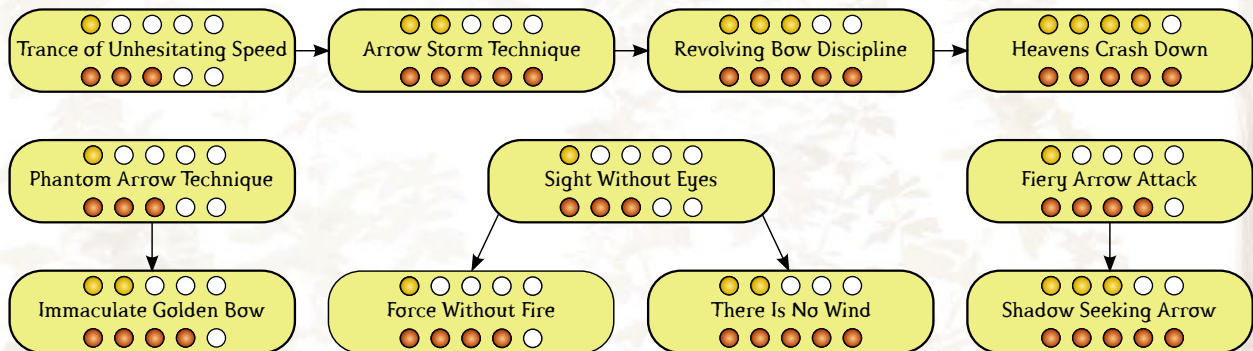 Trance of Unhesitating Speed
Arrow Storm Technique
Revolving Bow Discipline
Heavens Crash Down
Phantom Arrow Technique
Sight Without Eyes
Fiery Arrow Attack
Immaculate Golden Bow
Force Without Fire
There Is No Wind
Shadow Seeking Arrow